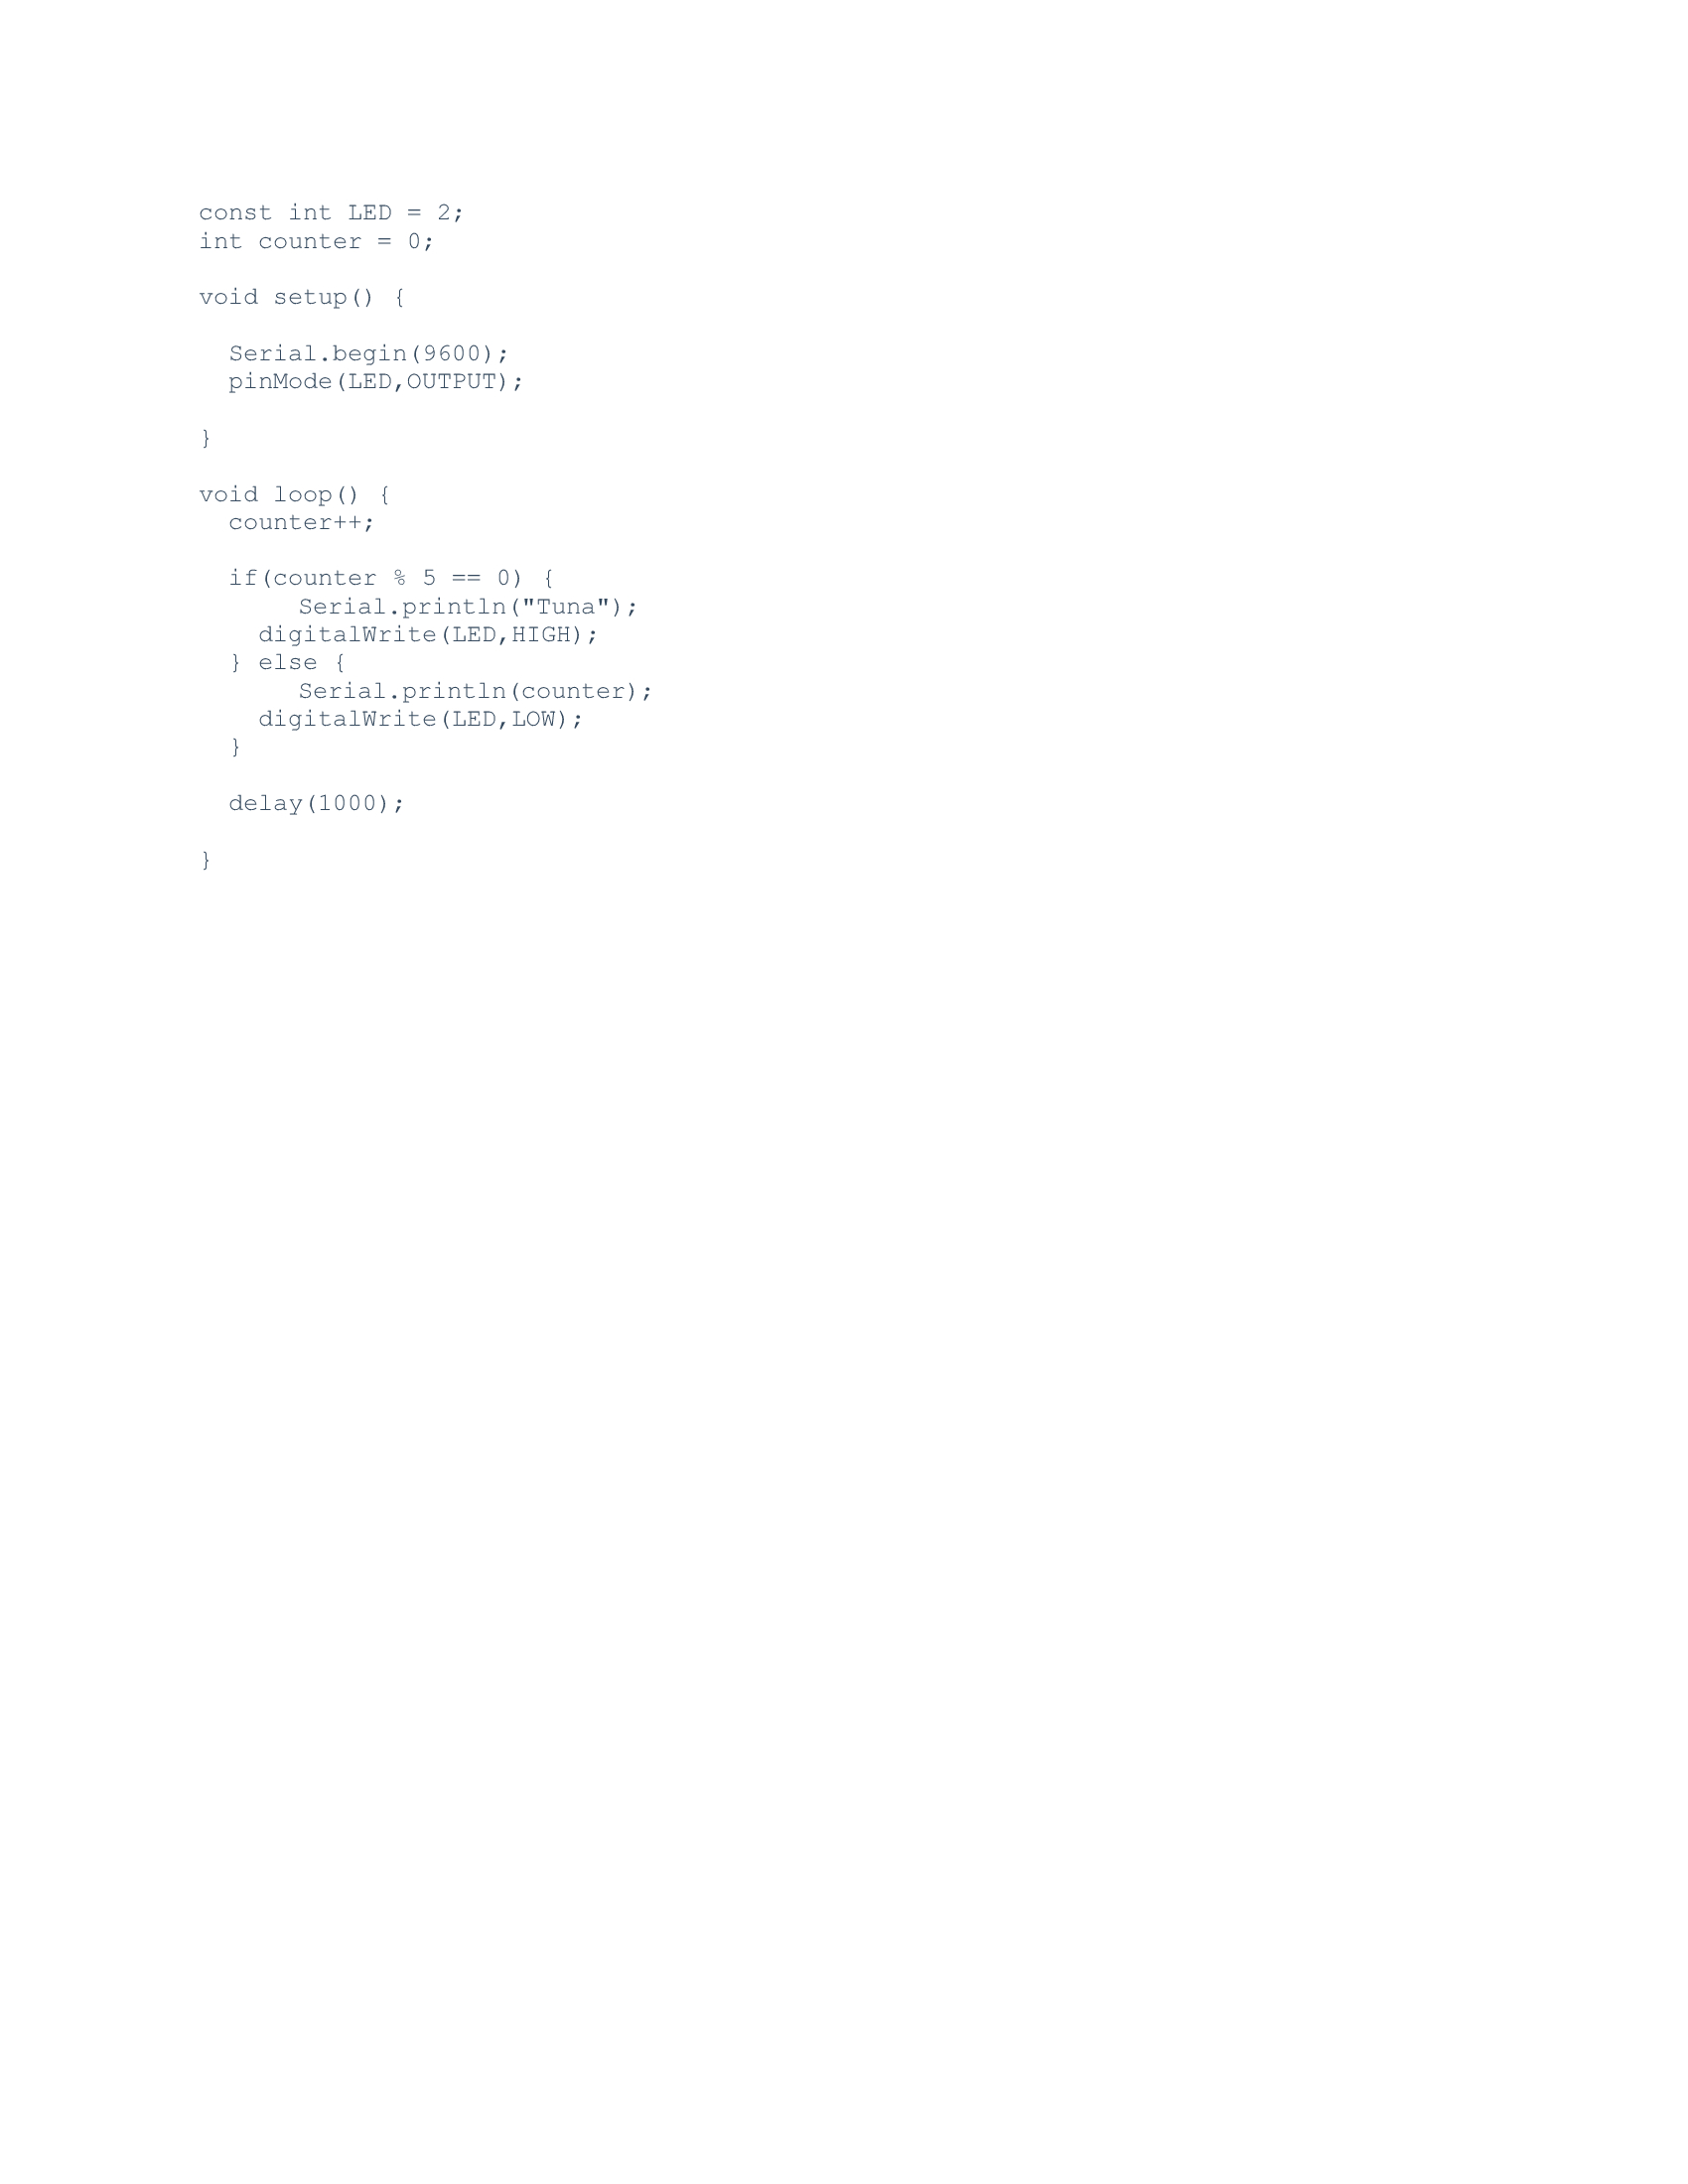 const int LED = 2;
int counter = 0;
void setup() {
Serial.begin(9600);
pinMode(LED,OUTPUT);
}
void loop() {
counter++;
if(counter % 5 == 0) {
Serial.println("Tuna");
digitalWrite(LED,HIGH);
} else {
Serial.println(counter);
digitalWrite(LED,LOW);
}
delay(1000);
}